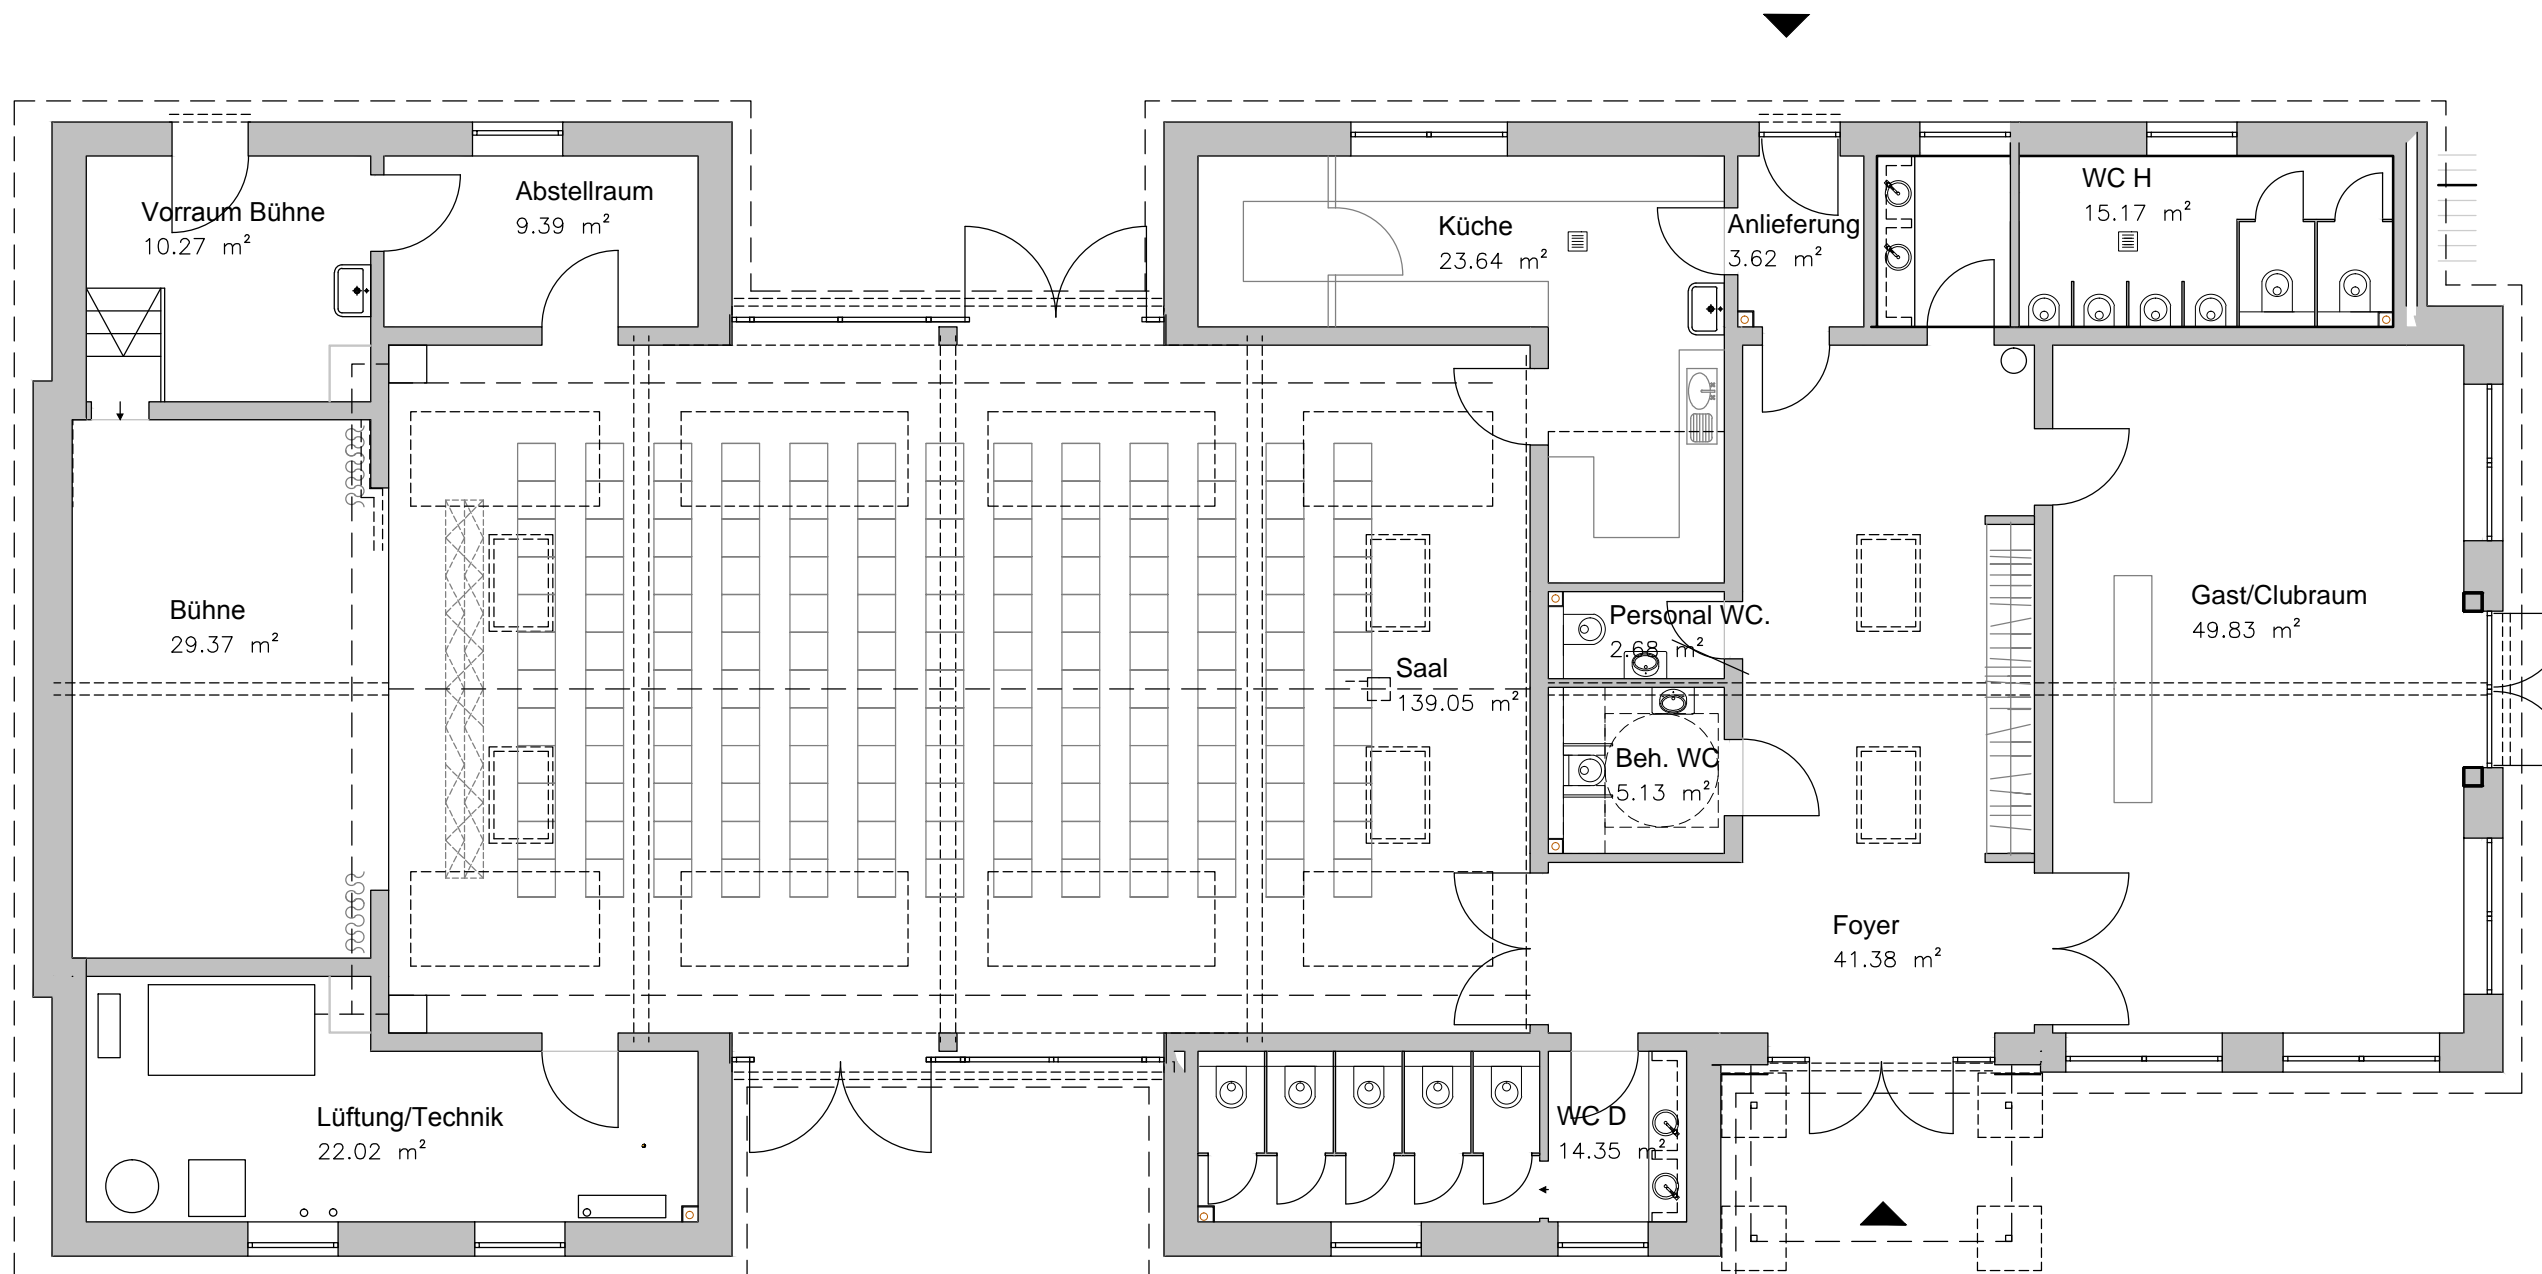 Vorraum Bühne
10.27 m²
Abstellraum
9.39 m²
Küche
23.64 m²
Anlieferung
3.62 m²
WC H
15.17 m²
Bühne
29.37 m²
Saal
139.05 m²
Personal WC.
2.68 m²
Beh. WC
5.13 m²
Gast/Clubraum
49.83 m²
Foyer
41.38 m²
Lüftung/Technik
22.02 m²
WC D
14.35 m²